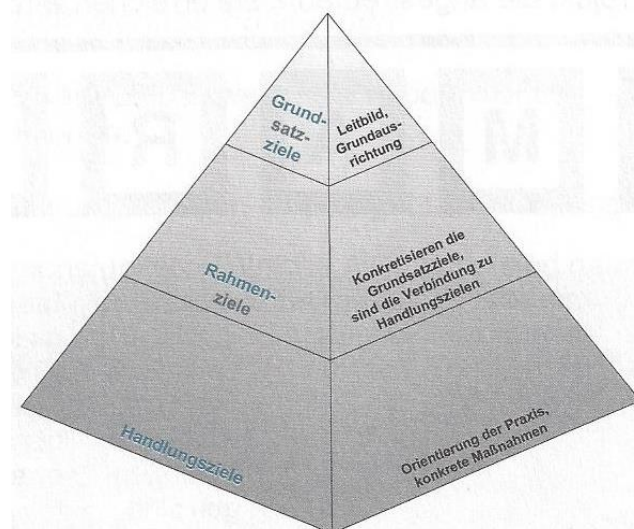 Grund-
satz-
ziele
Leitbild,
Grundaus-
richtung
Rahmen-
ziele
Konkretisieren die
Grundsatzziele,
sind die Verbindung zu
Handlungszielen
Handlungsziele
Orientierung der Praxis,
konkrete Maßnahmen